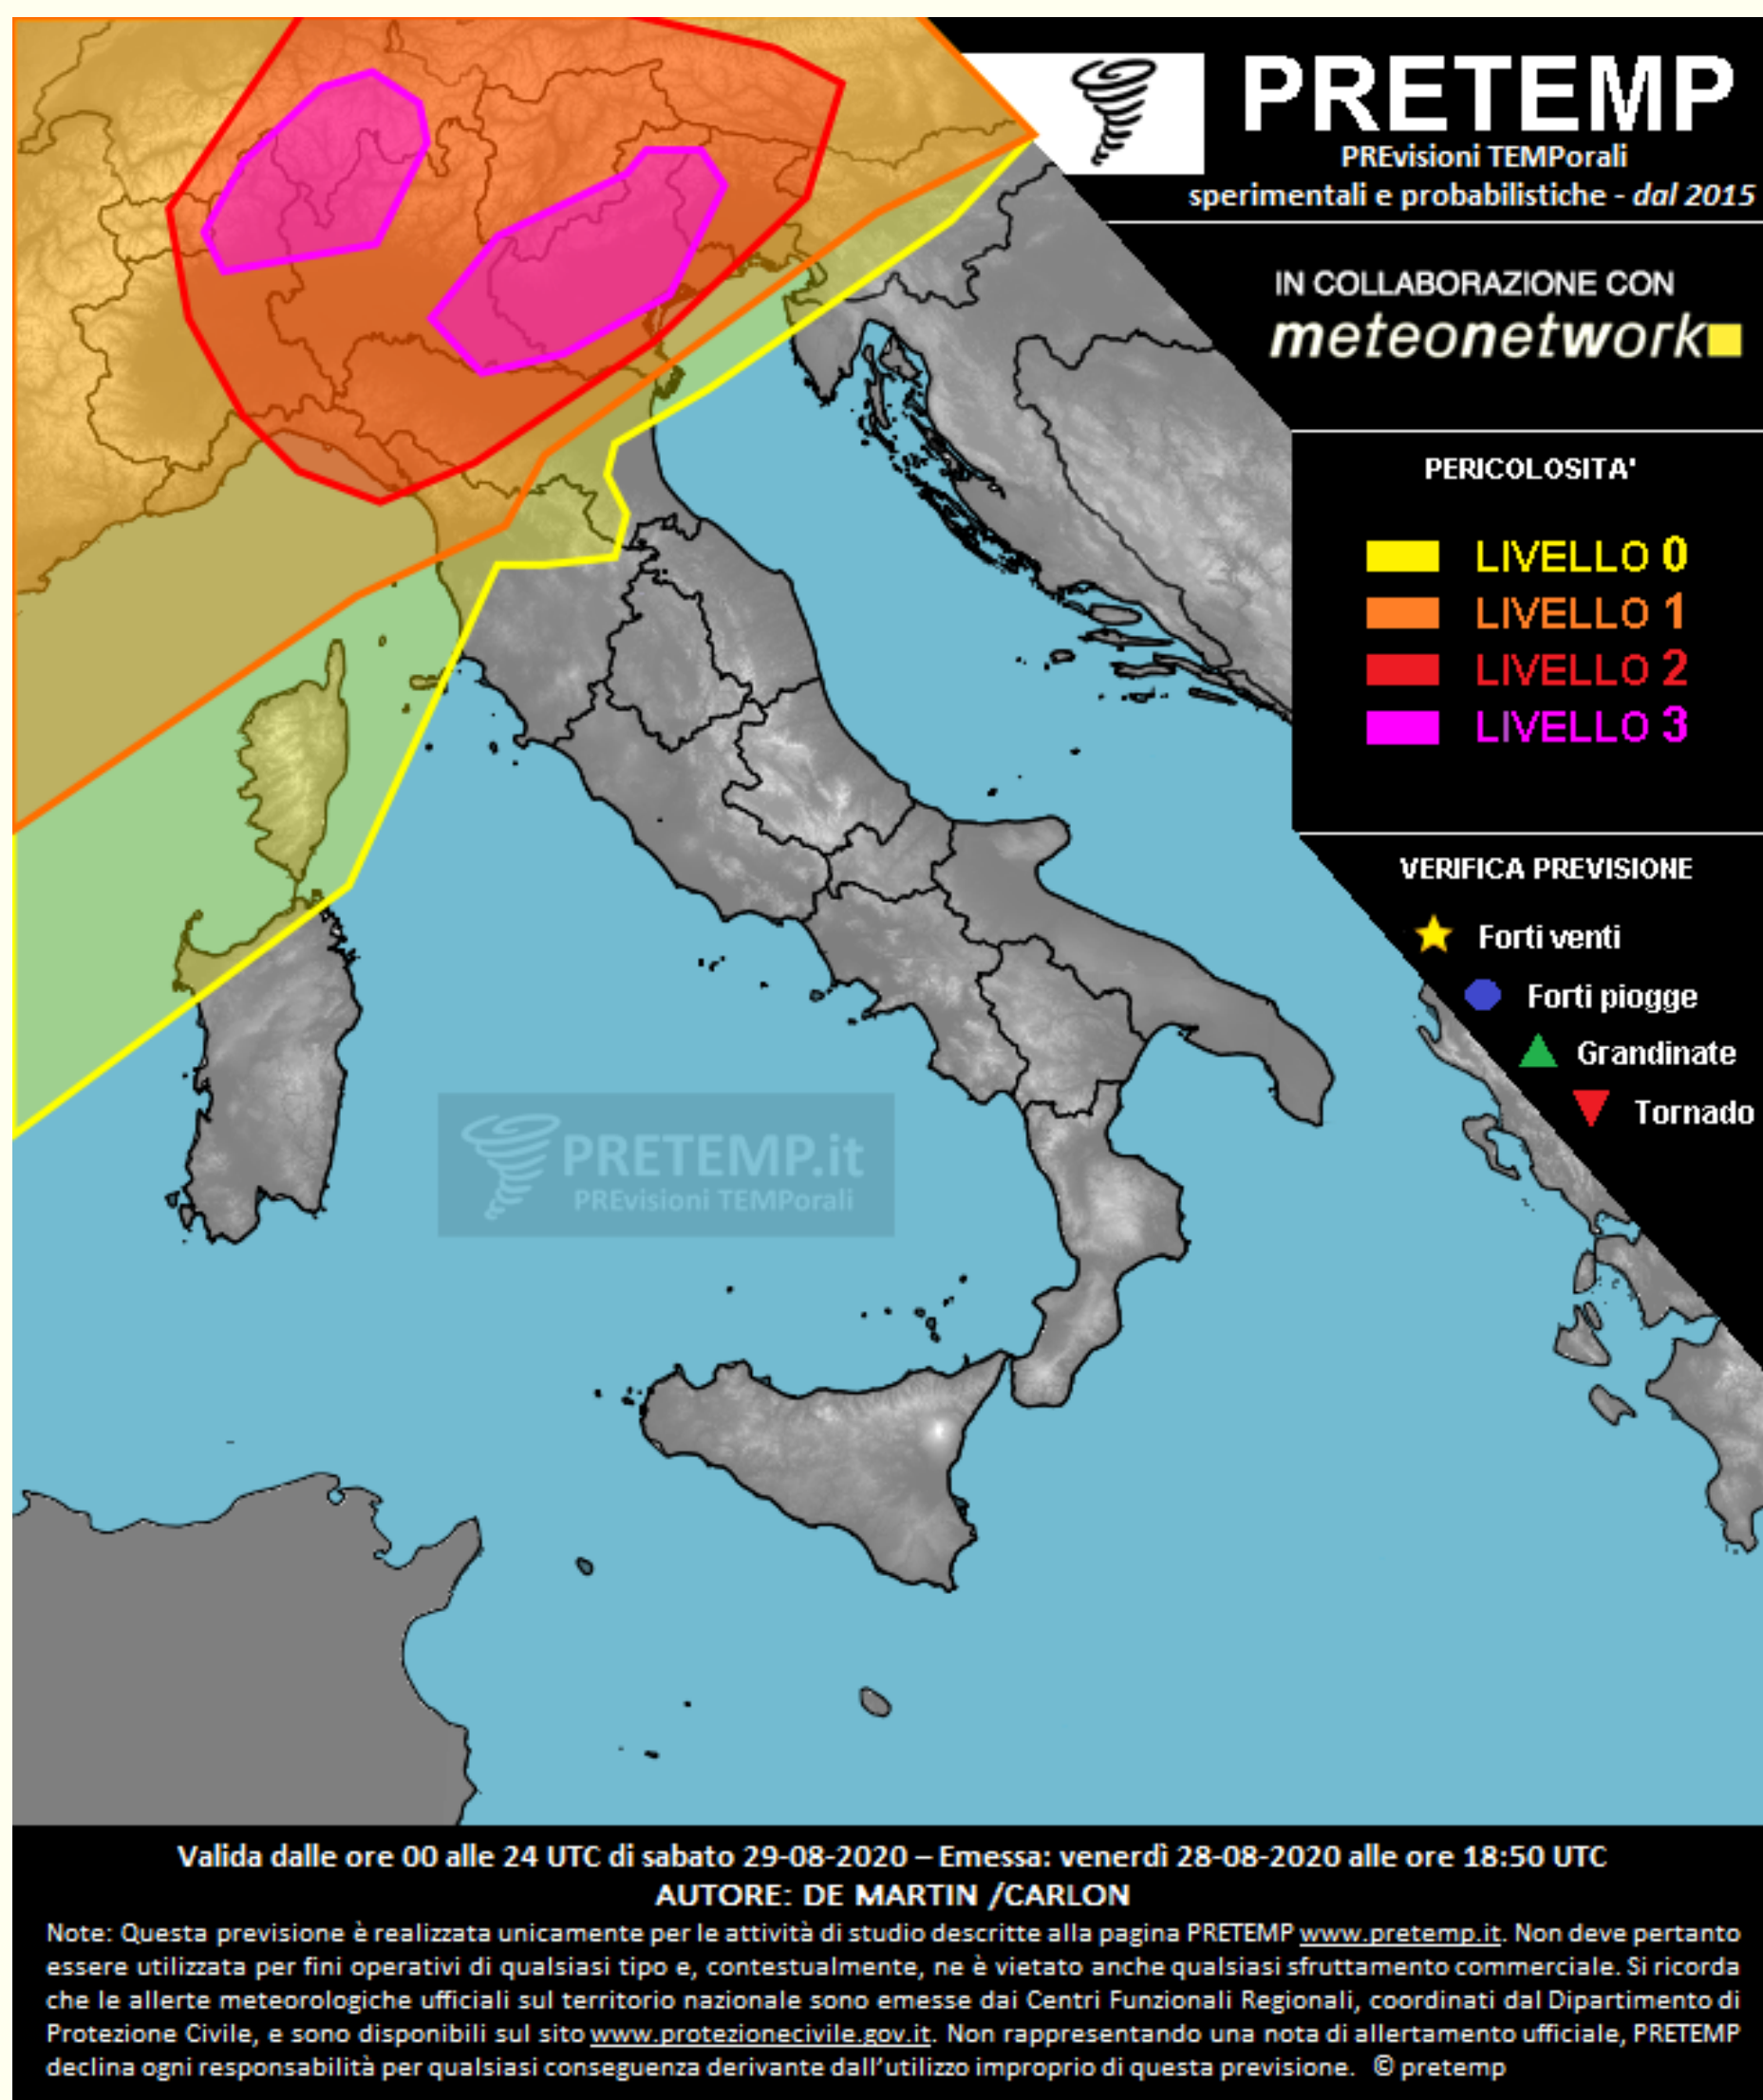 PRETEMP
PREvisioni TEMPorali
sperimentali e probabilistiche - dal 2015
IN COLLABORAZIONE CON
meteonetwork
PERICOLOSITA'
LIVELLO 0
LIVELLO 1
LIVELLO 2
LIVELLO 3
VERIFICA PREVISIONE
Forti venti
Forti piogge
Grandinate
Tornado
PRETEMP.it
PREvisioni TEMPorali
Valida dalle ore 00 alle 24 UTC di sabato 29-08-2020 – Emessa: venerdì 28-08-2020 alle ore 18:50 UTC
AUTORE: DE MARTIN /CARLON
Note: Questa previsione è realizzata unicamente per le attività di studio descritte alla pagina PRETEMP www.pretemp.it. Non deve pertanto
essere utilizzata per fini operativi di qualsiasi tipo e, contestualmente, ne è vietato anche qualsiasi sfruttamento commerciale. Si ricorda
che le allerte meteorologiche ufficiali sul territorio nazionale sono emesse dai Centri Funzionali Regionali, coordinati dal Dipartimento di
Protezione Civile, e sono disponibili sul sito www.protezionecivile.gov.it. Non rappresentando una nota di allertamento ufficiale, PRETEMP
declina ogni responsabilità per qualsiasi conseguenza derivante dall'utilizzo improprio di questa previsione. © pretemp